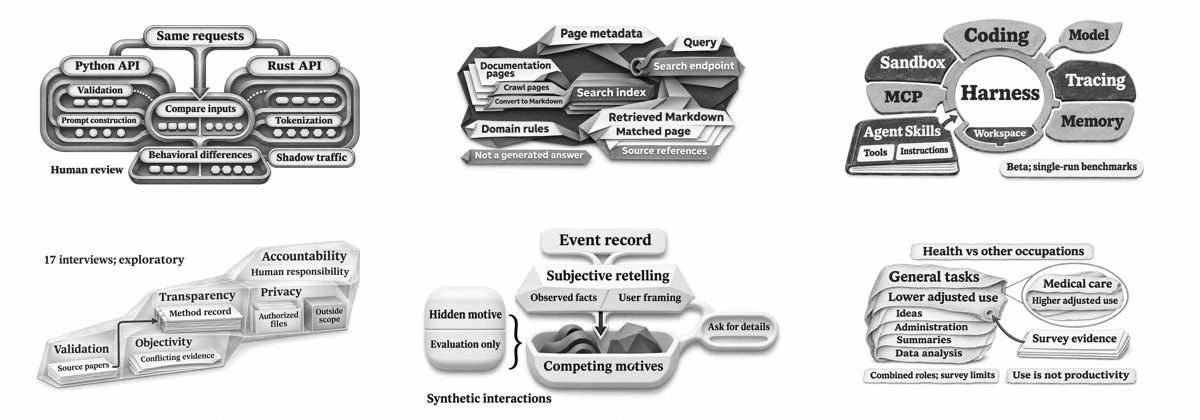 Same requests
Python API
Rust API
Validation
Compare inputs
Prompt construction
Tokenization
Behavioral differences
Shadow traffic
Human review
Page metadata
Query
Search endpoint
Documentation
pages
Crawl pages
Convert to Markdown
Search index
Retrieved Markdown
Matched page
Source references
Domain rules
Not a generated answer
Coding
Model
Sandbox
Tracing
MCP
Harness
Memory
Agent Skills
Tools
Instructions
Workspace
Beta; single-run benchmarks
17 interviews; exploratory
Accountability
Human responsibility
Transparency
Method record
Privacy
Authorized
files
Outside
scope
Validation
Source papers
Objectivity
Conflicting evidence
Event record
Subjective retelling
Observed facts
User framing
Hidden motive
Evaluation only
Ask for details
Competing motives
Synthetic interactions
Health vs other occupations
General tasks
Lower adjusted use
Ideas
Administration
Summaries
Data analysis
Medical care
Higher adjusted use
Survey evidence
Combined roles; survey limits
Use is not productivity